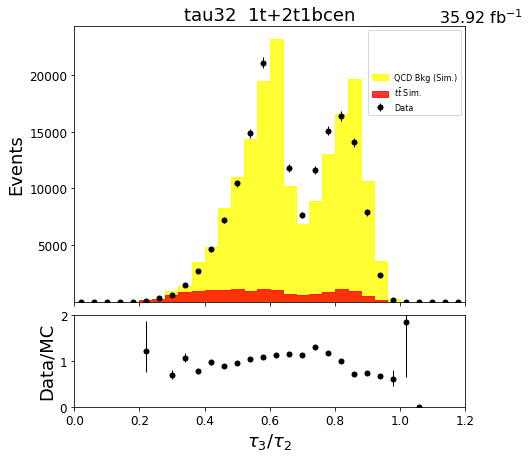 tau32 1t+2t1bcen
35.92 fb⁻¹
QCD Bkg (Sim.)
tt̄ Sim.
Data
Events
20000
15000
10000
5000
Data/MC
2
1
0
0.0 0.2 0.4 0.6 0.8 1.0 1.2
τ₃/τ₂